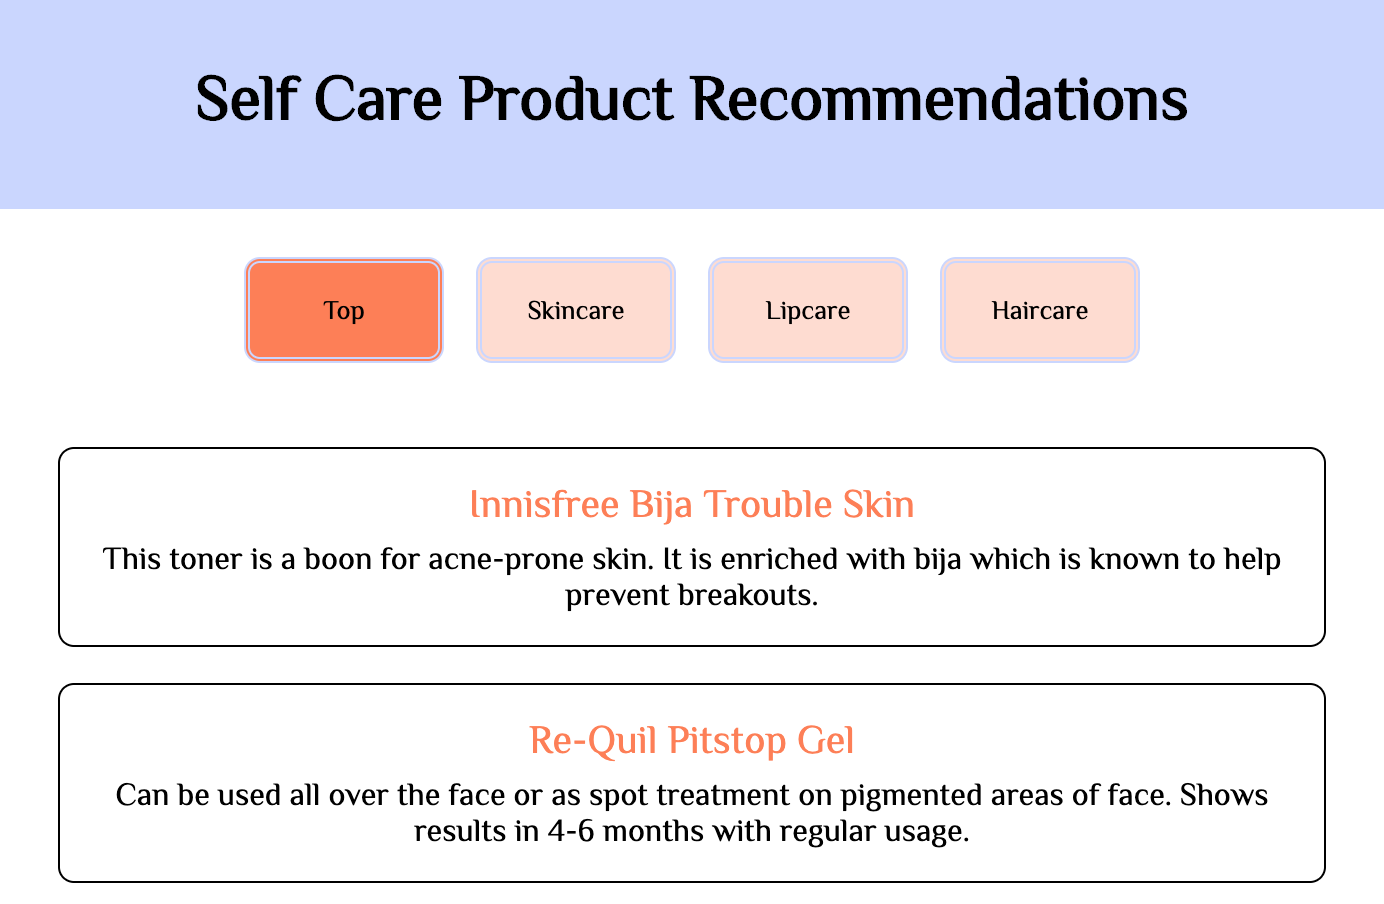 Self Care Product Recommendations
Top
Skincare
Lipcare
Haircare
Innisfree Bija Trouble Skin
This toner is a boon for acne-prone skin. It is enriched with bija which is known to help
prevent breakouts.
Re-Quil Pitstop Gel
Can be used all over the face or as spot treatment on pigmented areas of face. Shows
results in 4-6 months with regular usage.